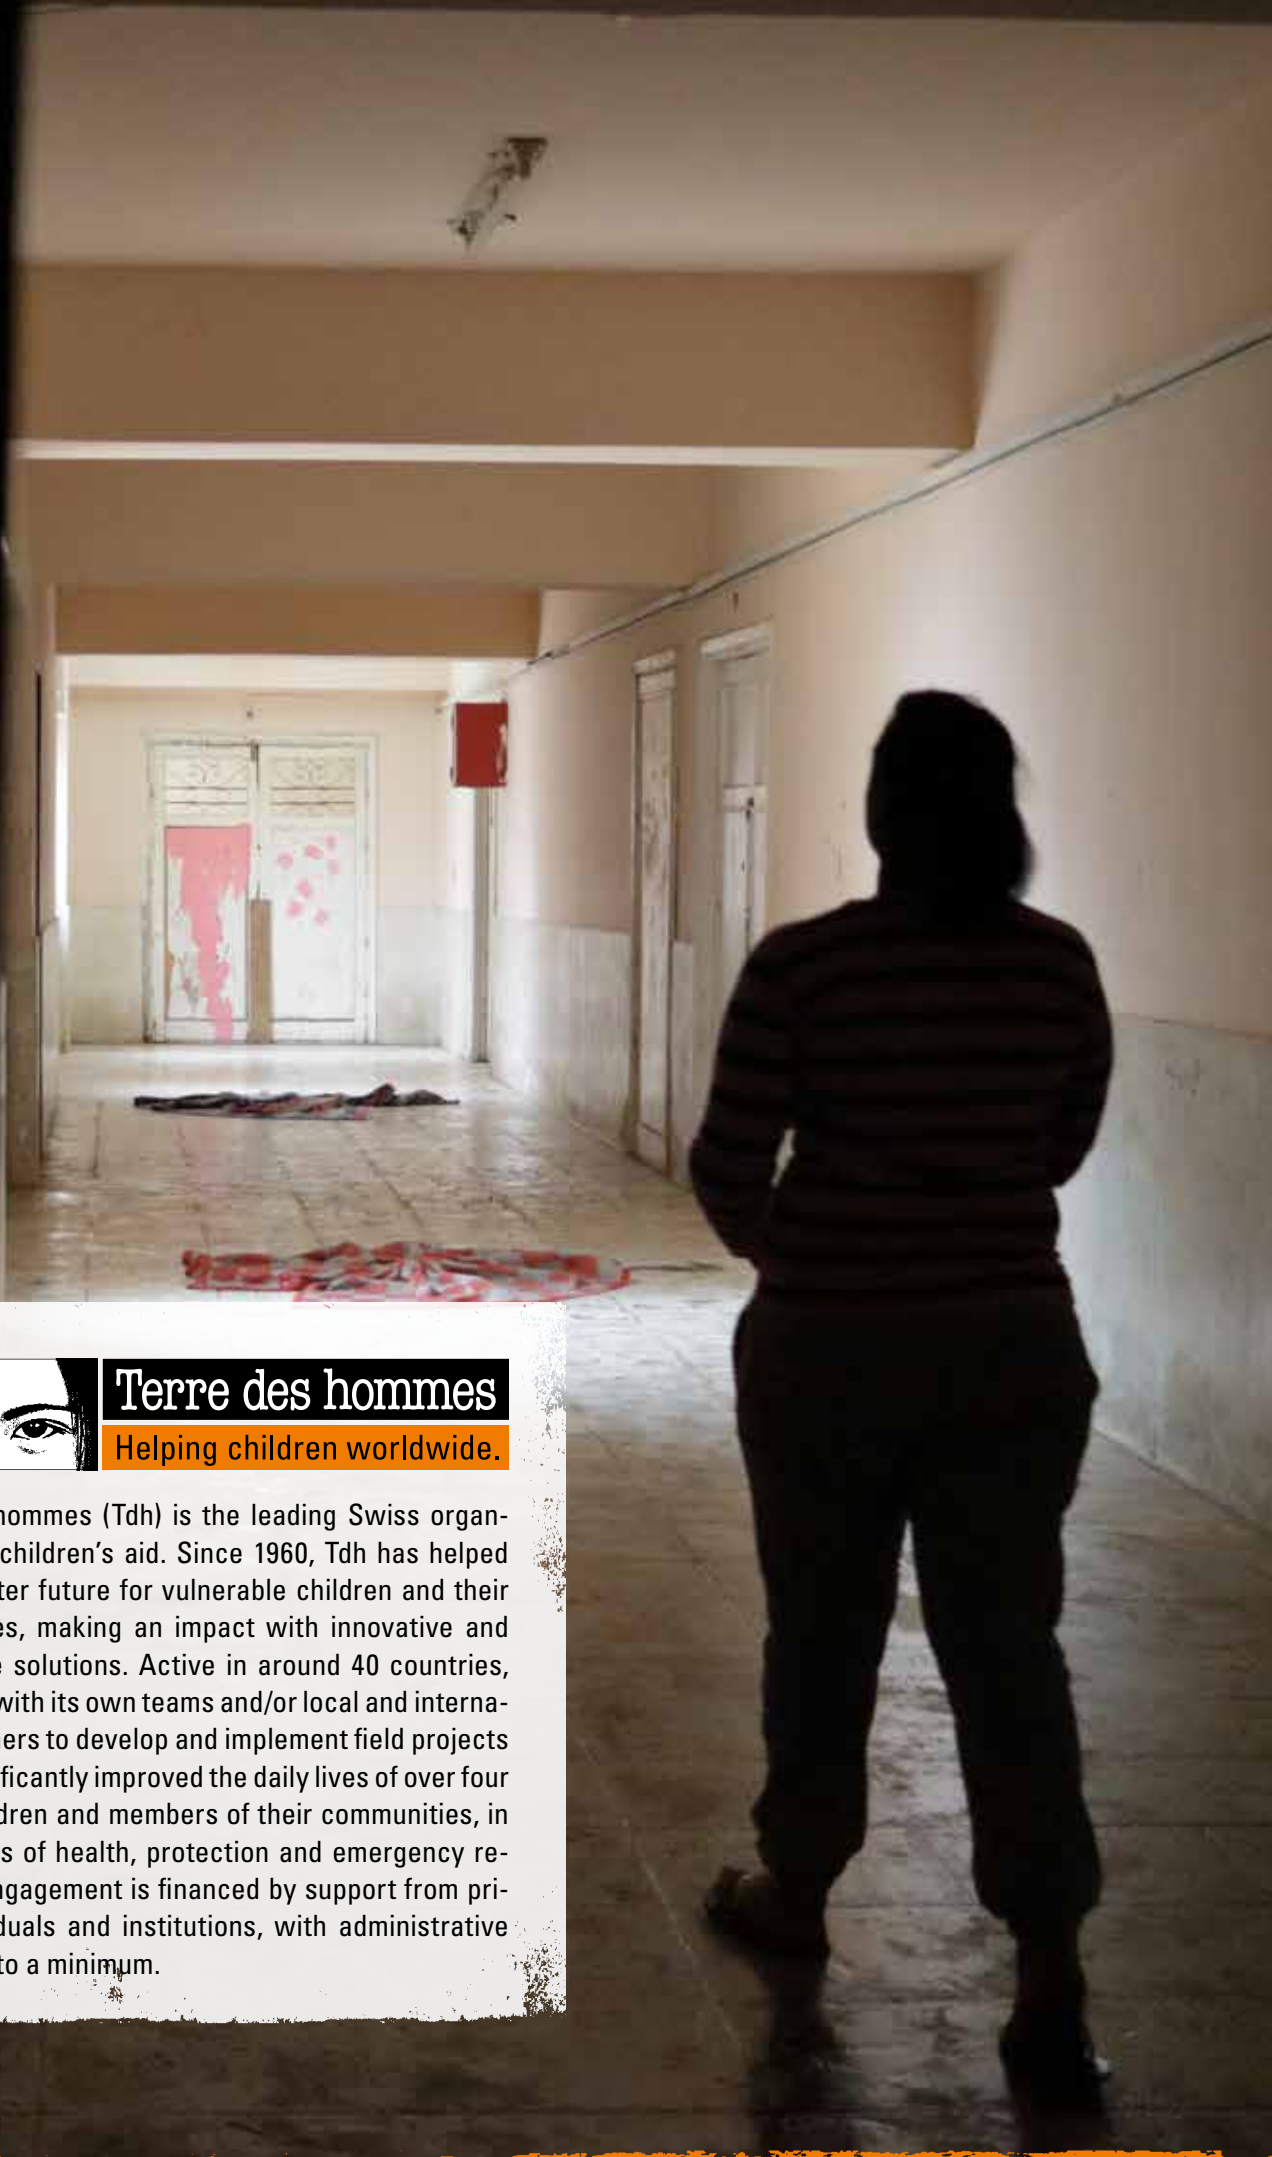 Terre des hommes
Helping children worldwide.
hommes (Tdh) is the leading Swiss organ-
children's aid. Since 1960, Tdh has helped
ter future for vulnerable children and their
es, making an impact with innovative and
e solutions. Active in around 40 countries,
with its own teams and/or local and interna-
ners to develop and implement field projects
ficantly improved the daily lives of over four
dren and members of their communities, in
s of health, protection and emergency re-
ngagement is financed by support from pri-
duals and institutions, with administrative
to a minimum.